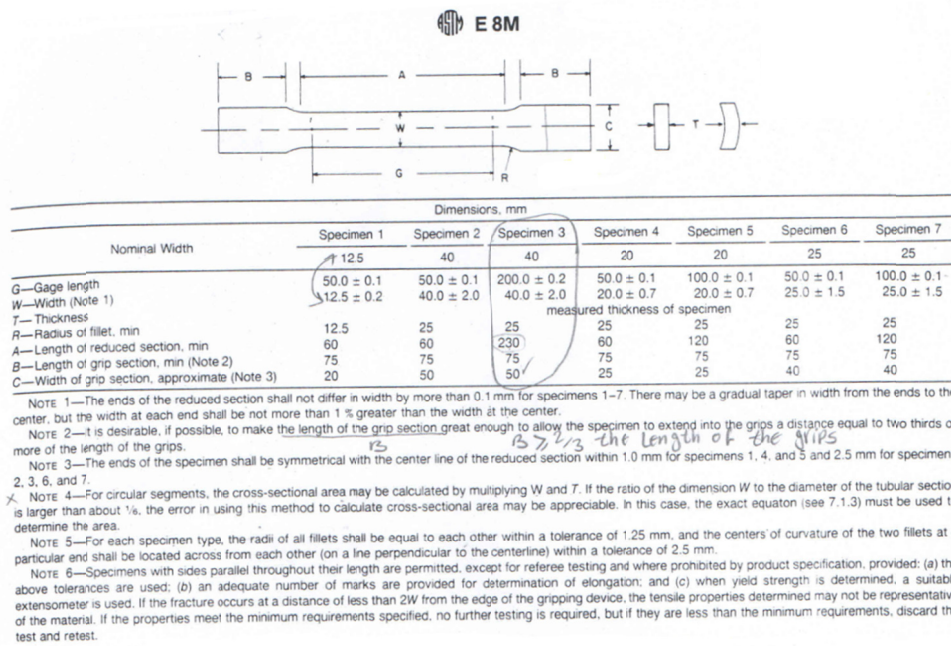 ASTM E 8M
B A B
W C T
G R
Dimensiors, mm
Specimen 1 Specimen 2 Specimen 3 Specimen 4 Specimen 5 Specimen 6 Specimen 7
Nominal Width
12.5 40 40 20 20 25 25
G—Gage length 50.0 ± 0.1 50.0 ± 0.1 200.0 ± 0.2 50.0 ± 0.1 100.0 ± 0.1 50.0 ± 0.1 100.0 ± 0.1
W—Width (Note 1) 12.5 ± 0.2 40.0 ± 2.0 40.0 ± 2.0 20.0 ± 0.7 20.0 ± 0.7 25.0 ± 1.5 25.0 ± 1.5
T—Thickness measured thickness of specimen
R—Radius of fillet, min 12.5 25 25 25 25 25 25
A—Length of reduced section, min 60 60 230 60 120 60 120
B—Length of grip section, min (Note 2) 75 75 75 75 75 75 75
C—Width of grip section, approximate (Note 3) 20 50 50 25 25 40 40
NOTE 1—The ends of the reduced section shall not differ in width by more than 0.1 mm for specimens 1–7. There may be a gradual taper in width from the ends to the
center, but the width at each end shall be not more than 1 % greater than the width at the center.
NOTE 2—t is desirable, if possible, to make the length of the grip section great enough to allow the specimen to extend into the grips a distance equal to two thirds o
more of the length of the grips.
B B ≥ 2/3 the length of the grips
NOTE 3—The ends of the specimen shall be symmetrical with the center line of the reduced section within 1.0 mm for specimens 1, 4, and 5 and 2.5 mm for specimen
2, 3, 6, and 7.
x NOTE 4—For circular segments, the cross-sectional area may be calculated by multiplying W and T. If the ratio of the dimension W to the diameter of the tubular sectio
is larger than about 1/6, the error in using this method to calculate cross-sectional area may be appreciable. In this case, the exact equaton (see 7.1.3) must be used t
determine the area.
NOTE 5—For each specimen type, the radii of all fillets shall be equal to each other within a tolerance of 1.25 mm, and the centers of curvature of the two fillets at
particular end shall be located across from each other (on a line perpendicular to the centerline) within a tolerance of 2.5 mm.
NOTE 6—Specimens with sides parallel throughout their length are permitted, except for referee testing and where prohibited by product specification, provided: (a) th
above tolerances are used; (b) an adequate number of marks are provided for determination of elongation; and (c) when yield strength is determined, a suitabl
extensometer is used. If the fracture occurs at a distance of less than 2W from the edge of the gripping device, the tensile properties determined may not be representativ
of the material. If the properties meet the minimum requirements specified, no further testing is required, but if they are less than the minimum requirements, discard th
test and retest.